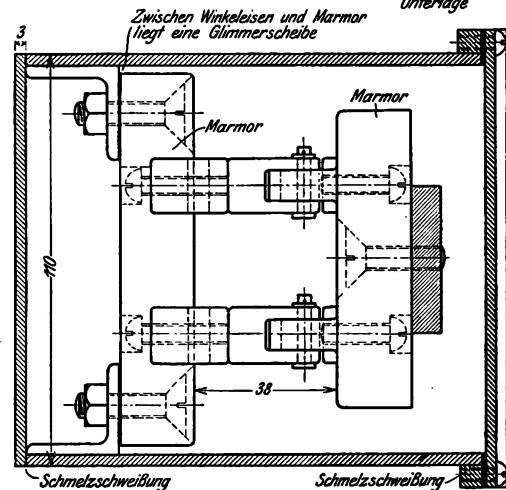 Unterlage
3
Zwischen Winkeleisen und Marmor
liegt eine Glimmerscheibe
Marmor
Marmor
110
38
Schmelzschweißung
Schmelzschweißung